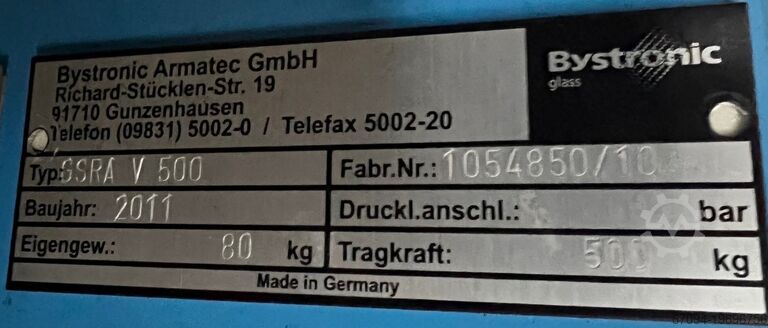 Bystronic Armatec GmbH
Richard-Stücklen-Str. 19
91710 Gunzenhausen
Telefon (09831) 5002-0 / Telefax 5002-20
Bystronic
glass
Typ: GSRA V 500
Fabr.Nr.: 1054850/10
Baujahr: 2011
Druckl.anschl.: bar
Eigengew.: 80 kg
Tragkraft: 500 kg
Made in Germany